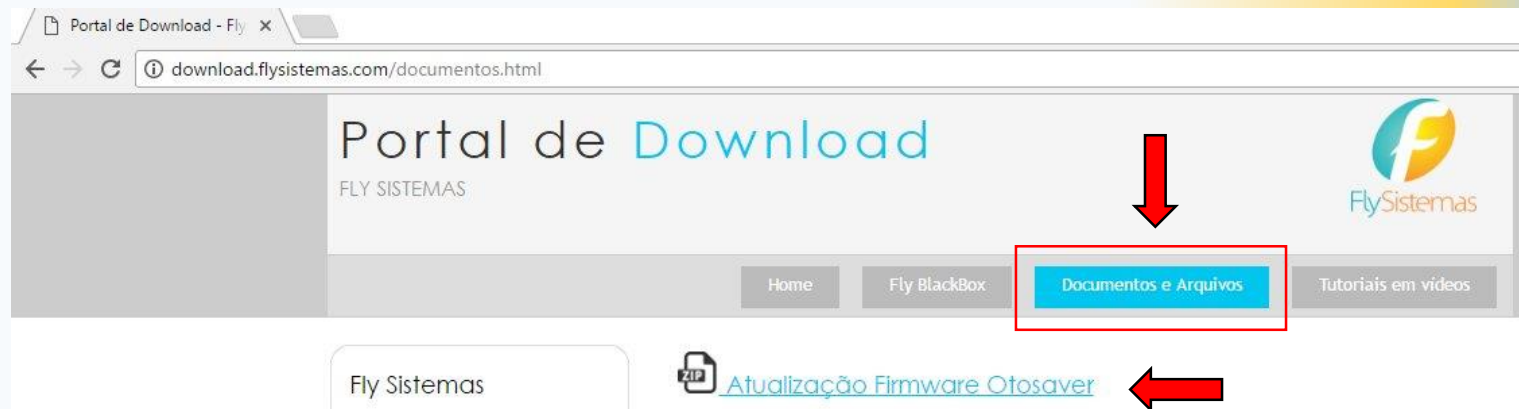 Portal de Download - Fly
download.flysistemas.com/documentos.html
Portal de Download
FLY SISTEMAS
FlySistemas
Home Fly BlackBox Documentos e Arquivos Tutoriais em vídeos
Fly Sistemas
ZIP Atualização Firmware Otosaver